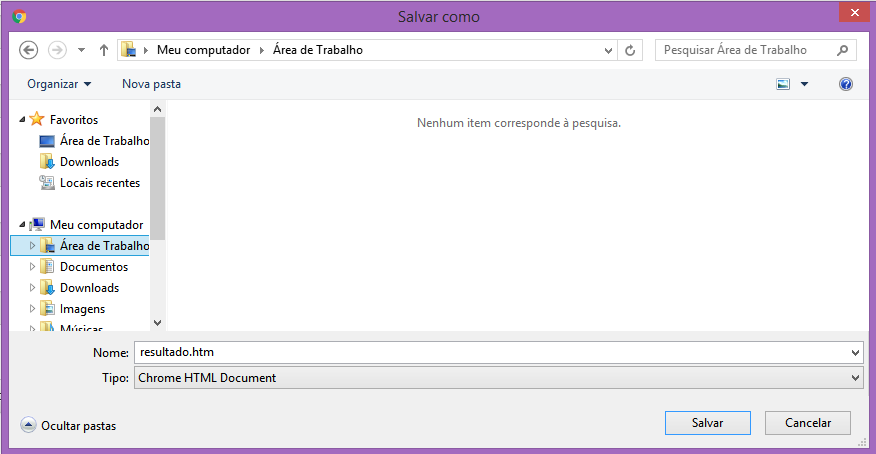 Salvar como
Meu computador Área de Trabalho
Pesquisar Área de Trabalho
Organizar Nova pasta
Favoritos
Área de Trabalho
Downloads
Locais recentes
Meu computador
Área de Trabalho
Documentos
Downloads
Imagens
Músicas
Nenhum item corresponde à pesquisa.
Nome: resultado.htm
Tipo: Chrome HTML Document
Ocultar pastas
Salvar
Cancelar